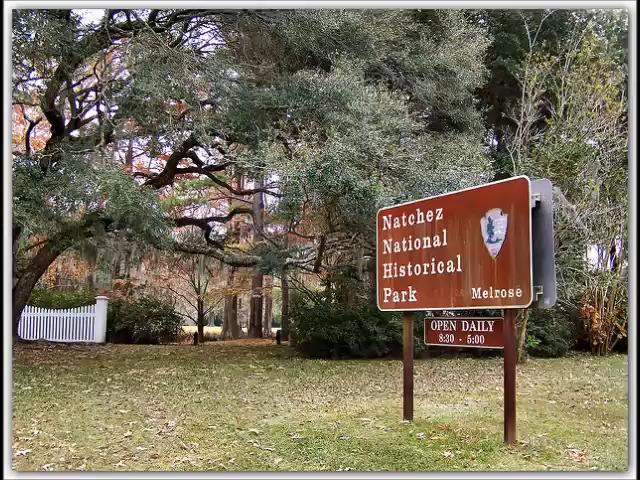 Natchez
National
Historical
Park
Melrose
OPEN DAILY
8:30 - 5:00